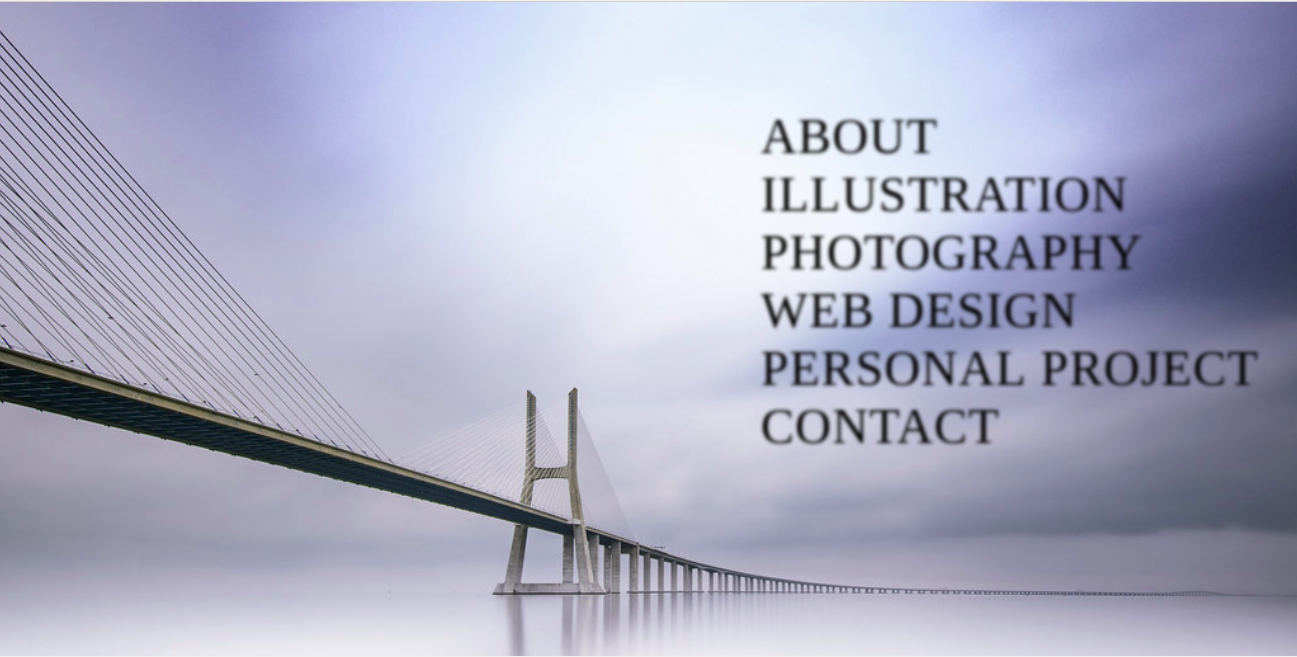 ABOUT
ILLUSTRATION
PHOTOGRAPHY
WEB DESIGN
PERSONAL PROJECT
CONTACT